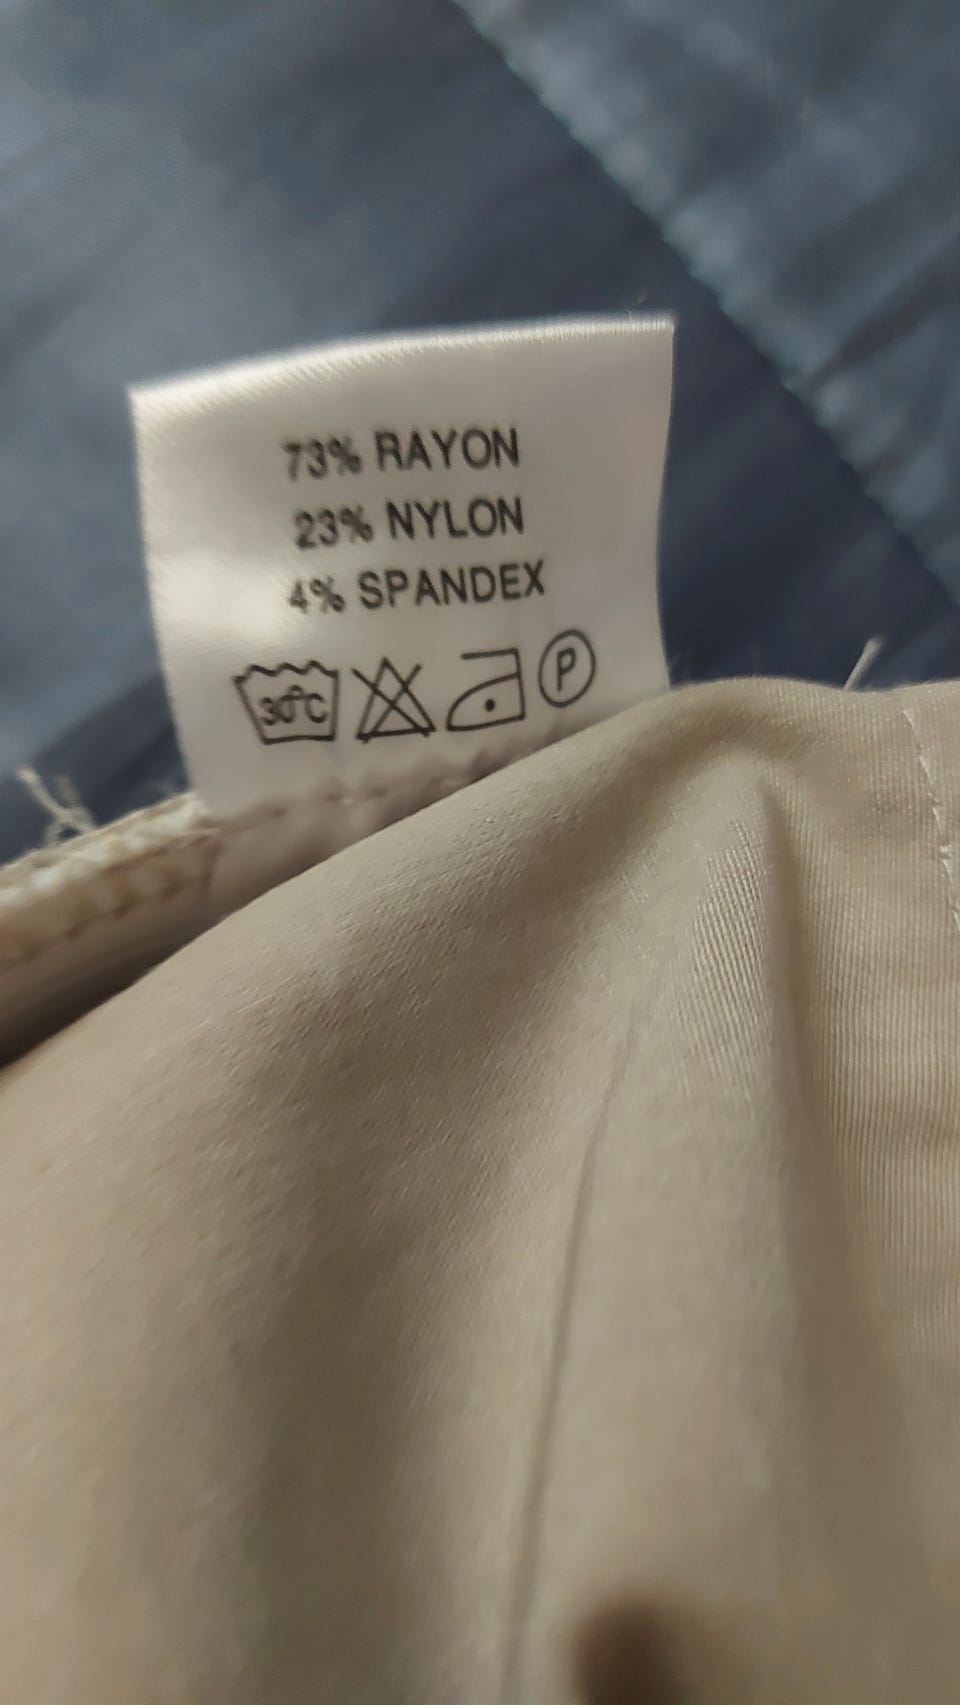 73% RAYON
23% NYLON
4% SPANDEX
30°C P